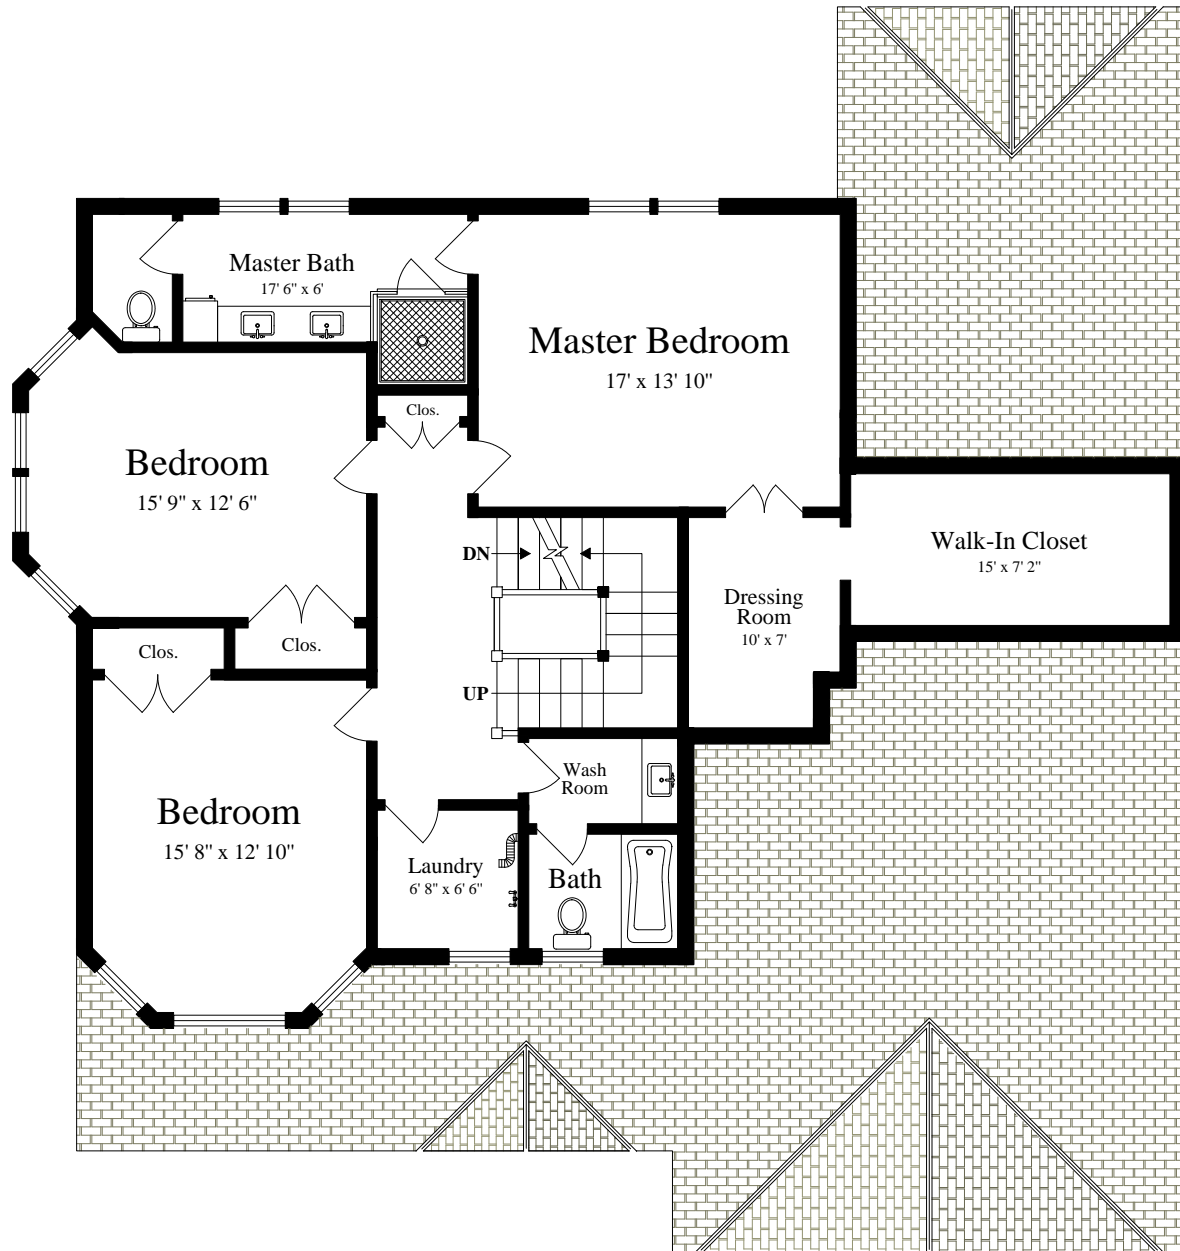 Master Bath
17' 6" x 6'
Master Bedroom
17' x 13' 10"
Clos.
Bedroom
15' 9" x 12' 6"
DN
Walk-In Closet
15' x 7' 2"
Dressing
Room
10' x 7'
Clos.
Clos.
UP
Wash
Room
Bedroom
15' 8" x 12' 10"
Laundry
6' 8" x 6' 6"
Bath